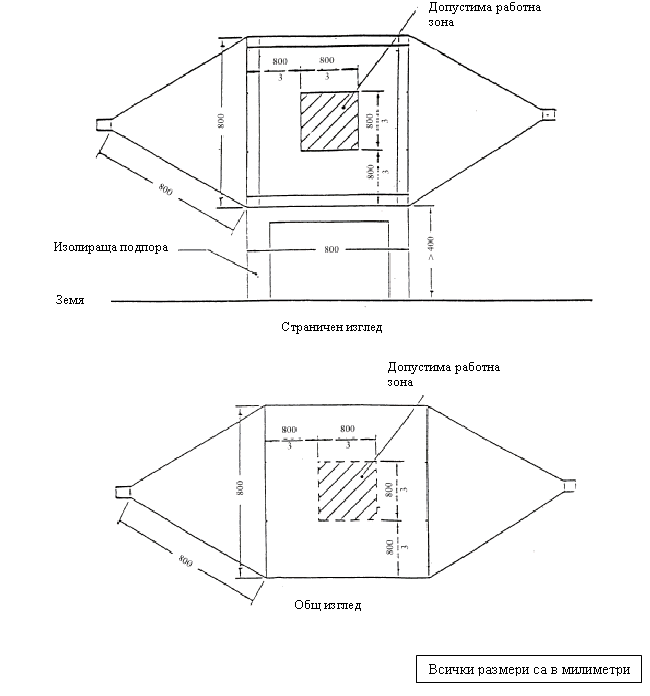 Допустима работна
зона
800 800
3 3
800
800
3
800
3
800
Изолираща подпора
800
> 400
Земя
Страничен изглед
Допустима работна
зона
800 800
3 3
800
800
3
800
3
800
Общ изглед
Всички размери са в милиметри